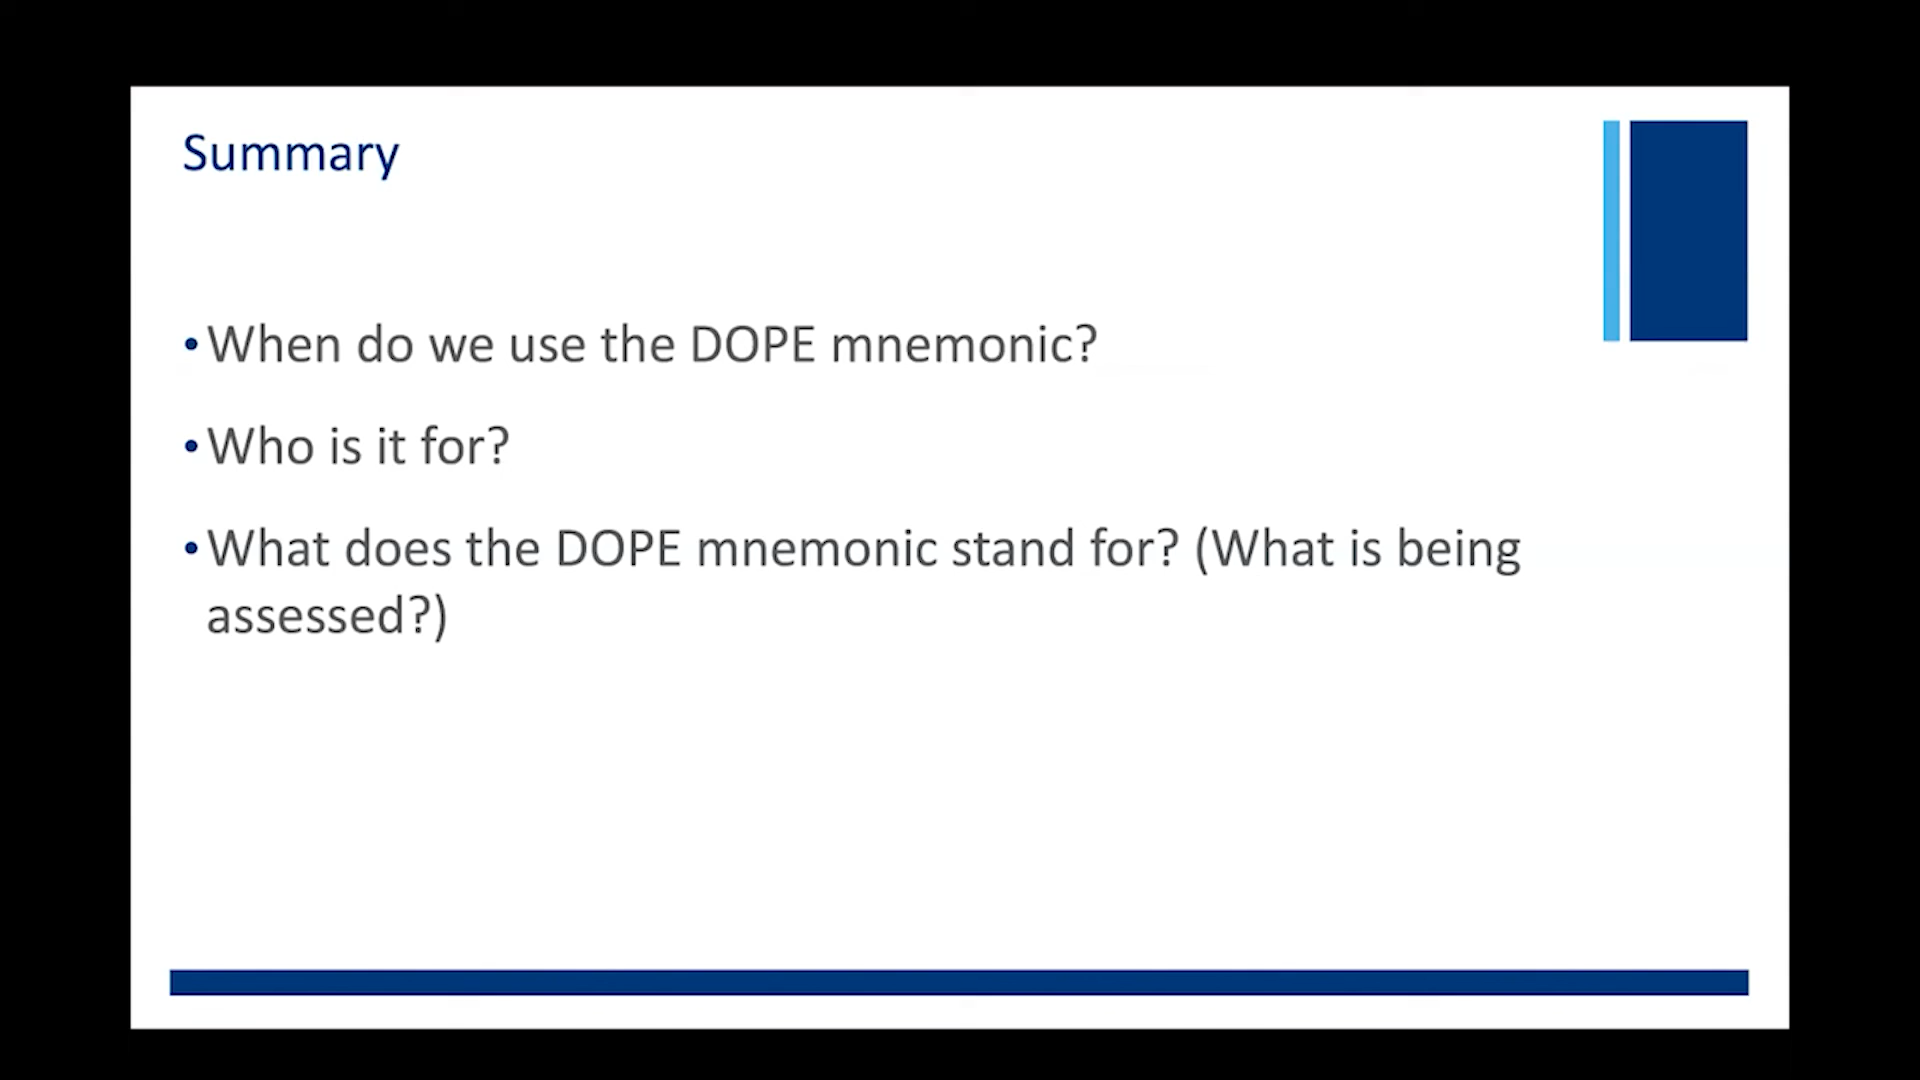 Summary
•When do we use the DOPE mnemonic?
•Who is it for?
•What does the DOPE mnemonic stand for? (What is being
assessed?)